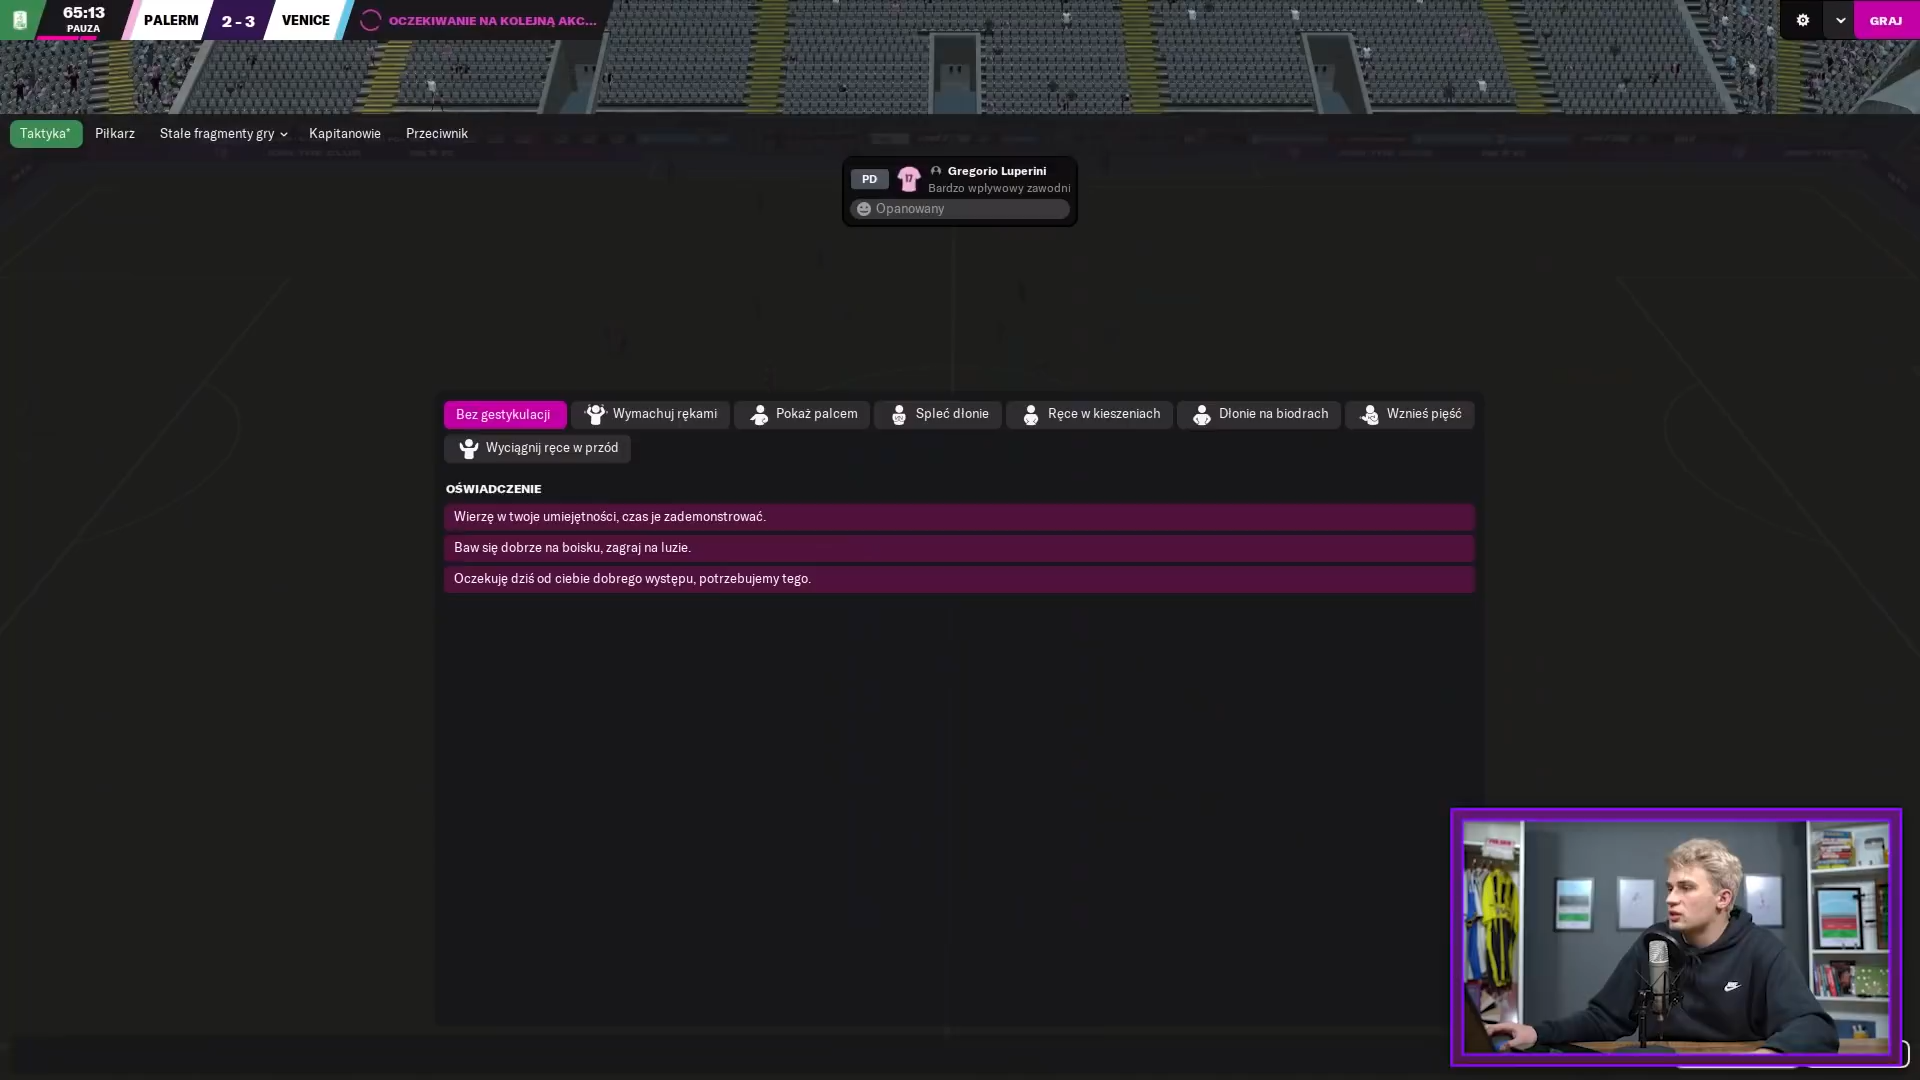 65:13
PAUZA
PALERM
2 - 3
VENICE
OCZEKIWANIE NA KOLEJNĄ AKC...
GRAJ
Taktyka*
Piłkarz
Stałe fragmenty gry
Kapitanowie
Przeciwnik
PD
17
Gregorio Luperini
Bardzo wpływowy zawodni
Opanowany
Bez gestykulacji
Wymachuj rękami
Pokaż palcem
Spleć dłonie
Ręce w kieszeniach
Dłonie na biodrach
Wznieś pięść
Wyciągnij ręce w przód
OŚWIADCZENIE
Wierzę w twoje umiejętności, czas je zademonstrować.
Baw się dobrze na boisku, zagraj na luzie.
Oczekuję dziś od ciebie dobrego występu, potrzebujemy tego.